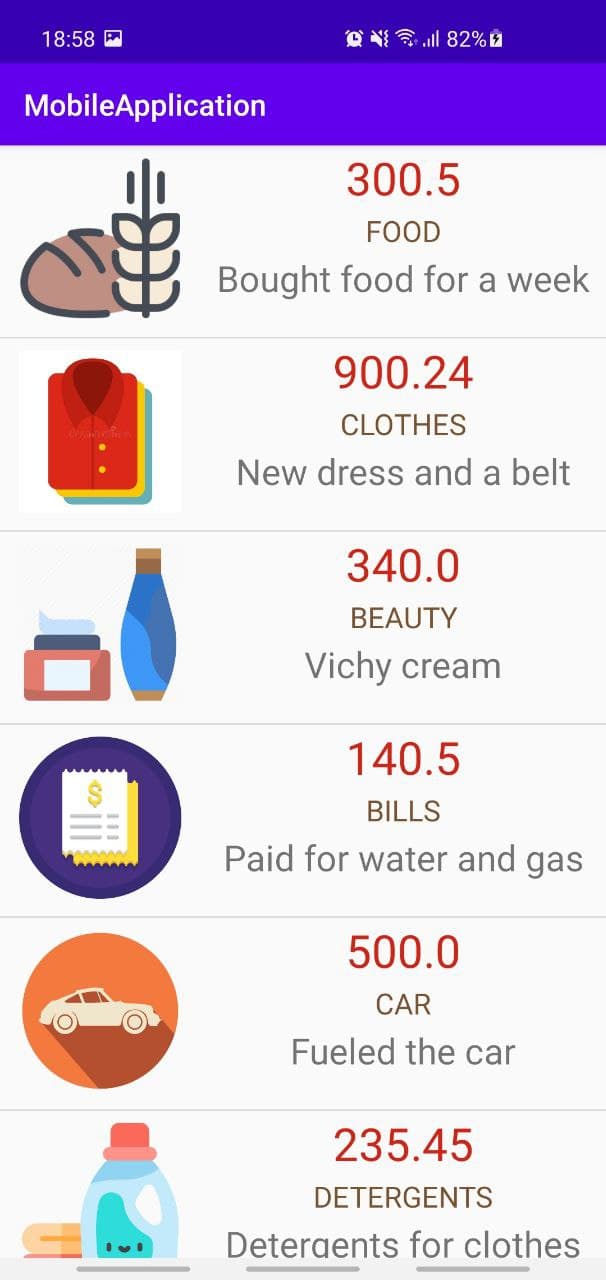 18:58 82%
MobileApplication
300.5
FOOD
Bought food for a week
900.24
CLOTHES
New dress and a belt
340.0
BEAUTY
Vichy cream
$
140.5
BILLS
Paid for water and gas
500.0
CAR
Fueled the car
235.45
DETERGENTS
Detergents for clothes